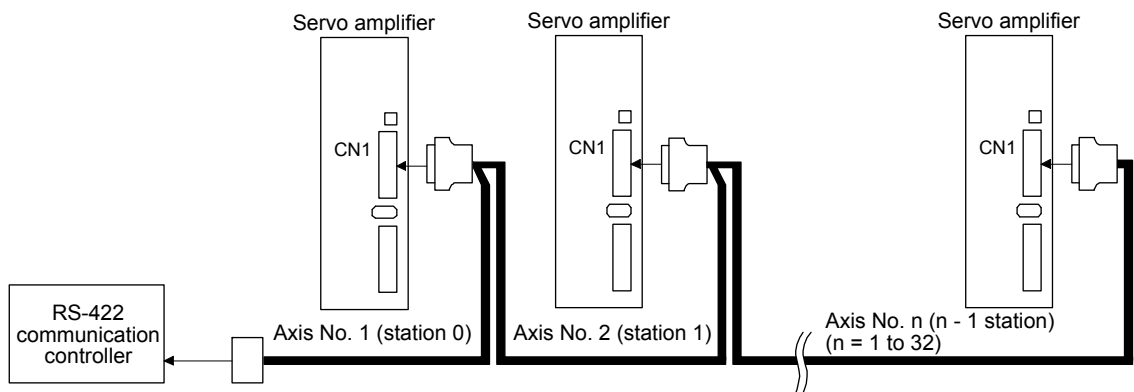 Servo amplifier
Servo amplifier
Servo amplifier
CN1
CN1
CN1
RS-422
communication
controller
Axis No. 1 (station 0)
Axis No. 2 (station 1)
Axis No. n (n - 1 station)
(n = 1 to 32)